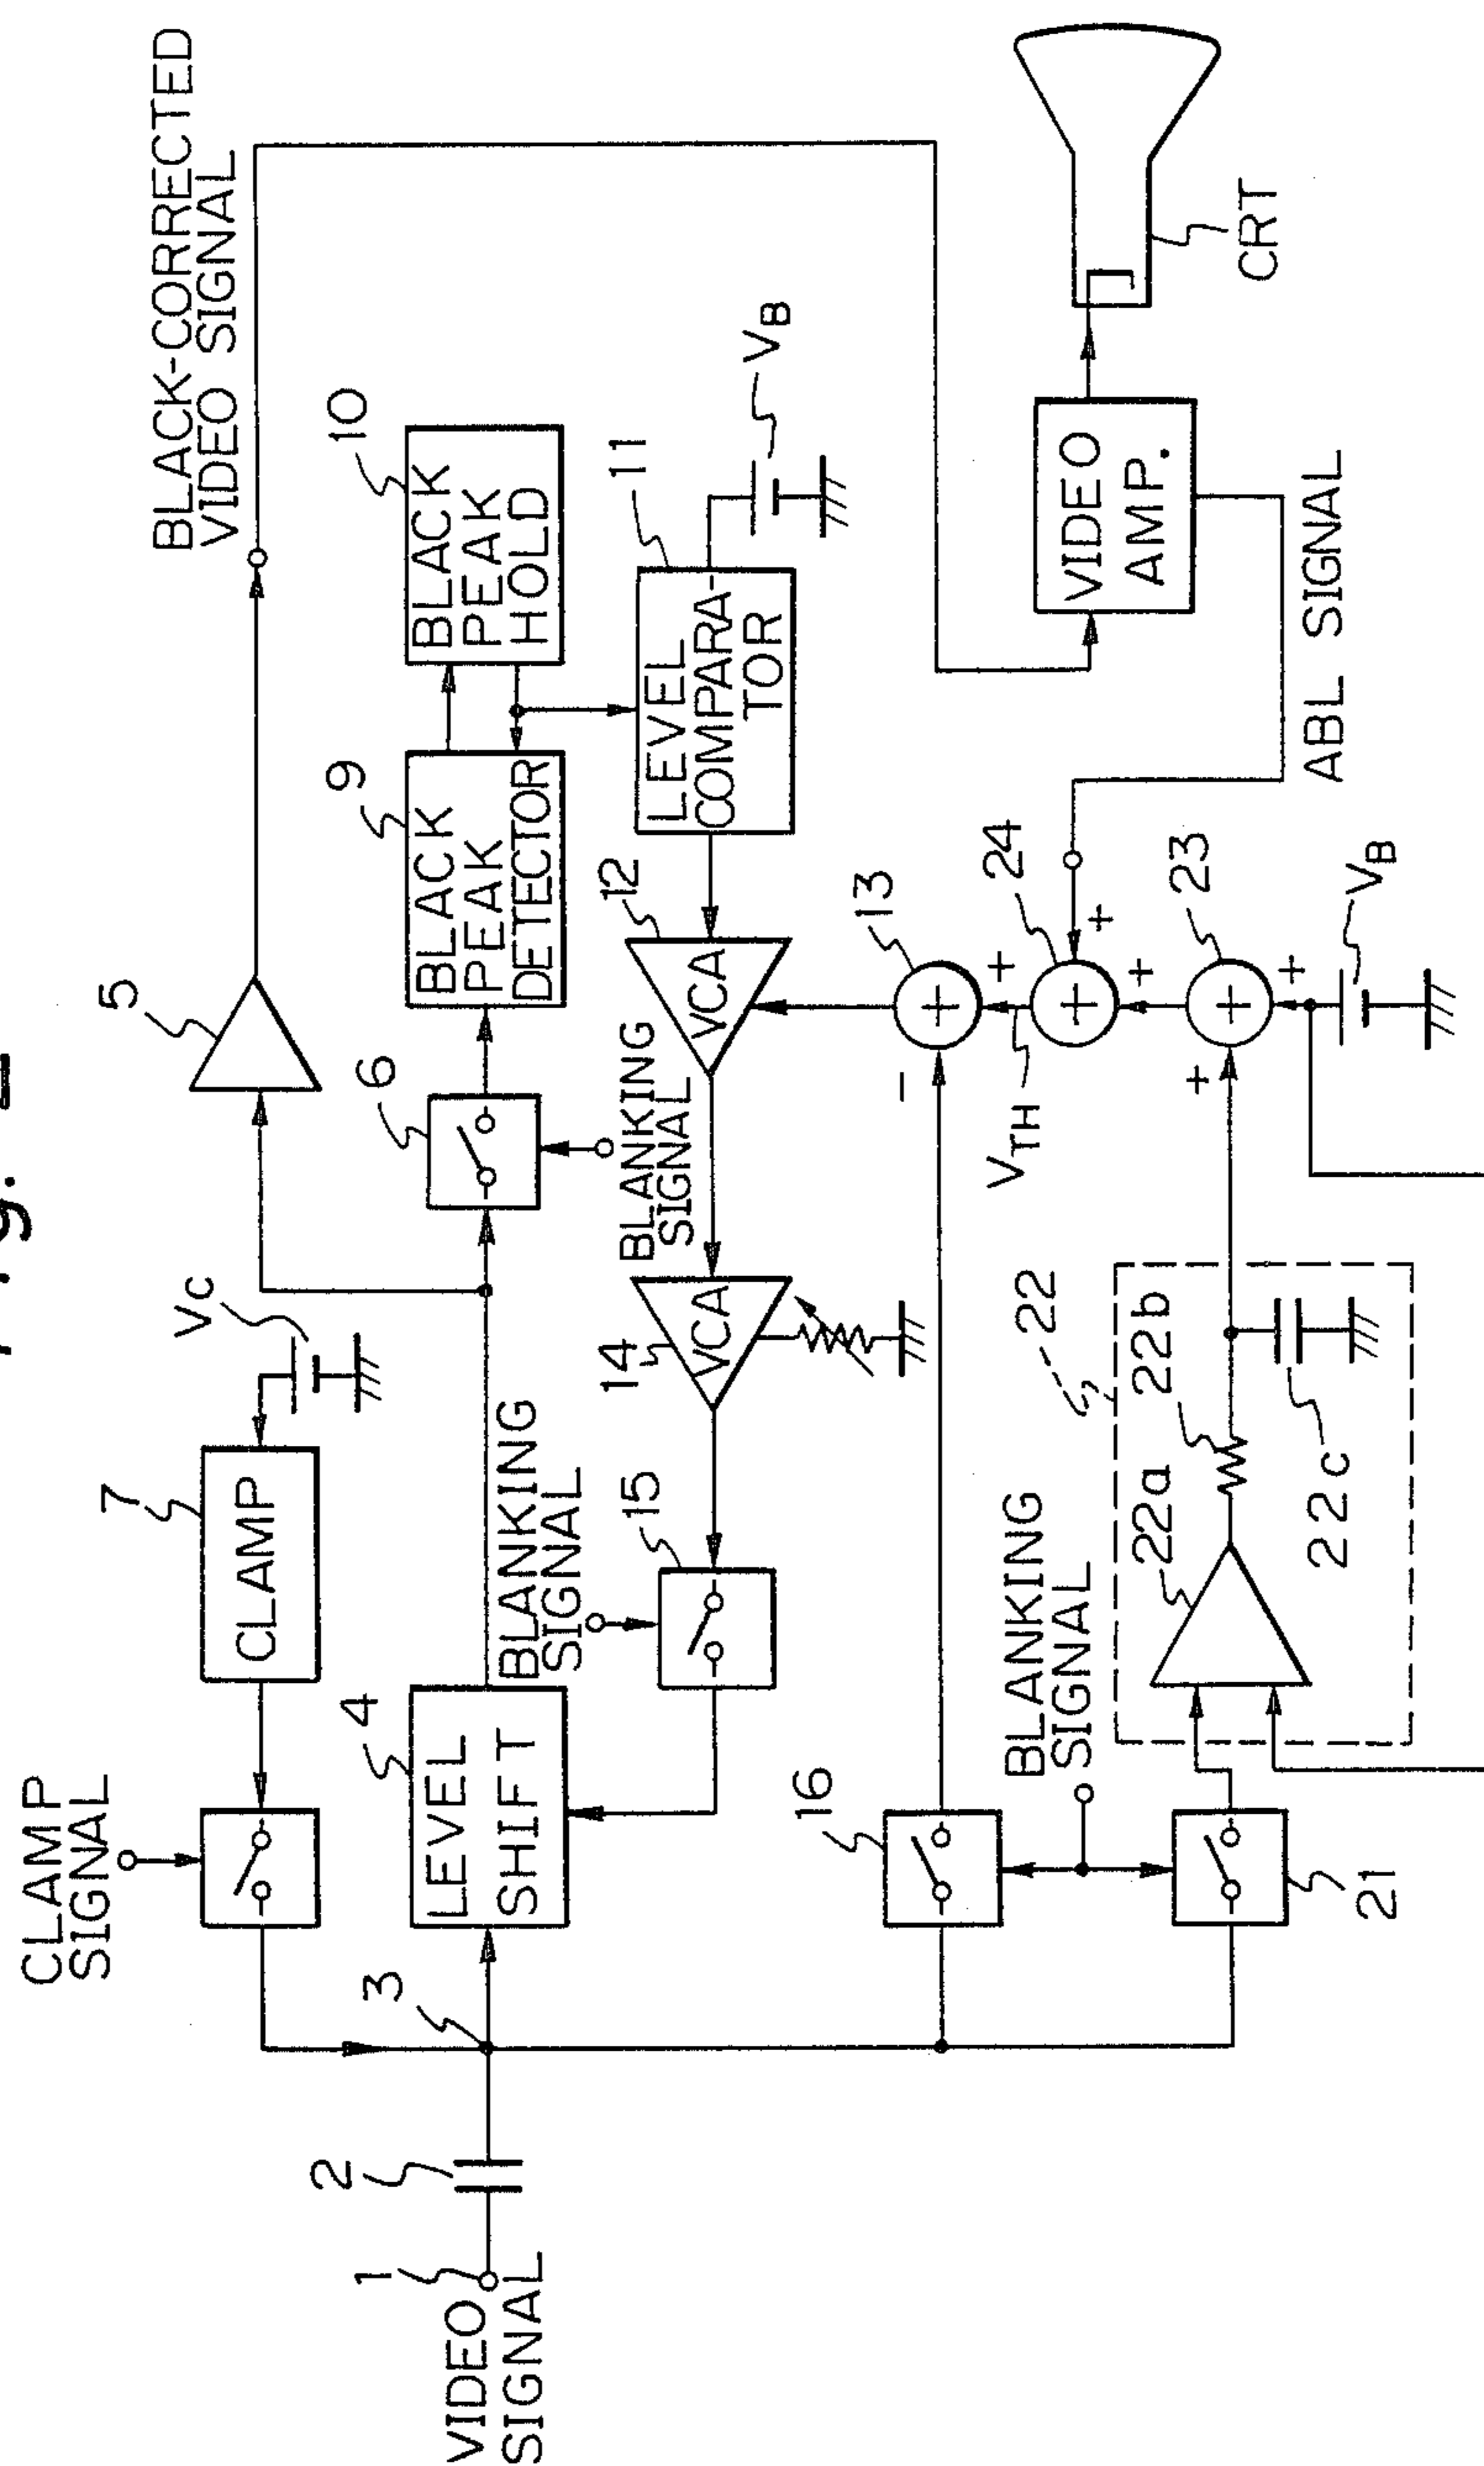 CLAMP
SIGNAL
7
CLAMP
VC
5
BLACK-CORRECTED
VIDEO SIGNAL
1
VIDEO
SIGNAL
2
3
4
LEVEL
SHIFT
6
BLANKING
SIGNAL
9
BLACK
PEAK
DETECTOR
10
BLACK
PEAK
HOLD
BLANKING
SIGNAL
15
14
VCA
12
VCA
11
LEVEL
COMPARA-
TOR
VB
16
-
13
+
+
VTH
24
+
+
+
BLANKING
SIGNAL
21
22
22a
22b
22c
+
23
+
+
VB
ABL SIGNAL
VIDEO
AMP.
CRT